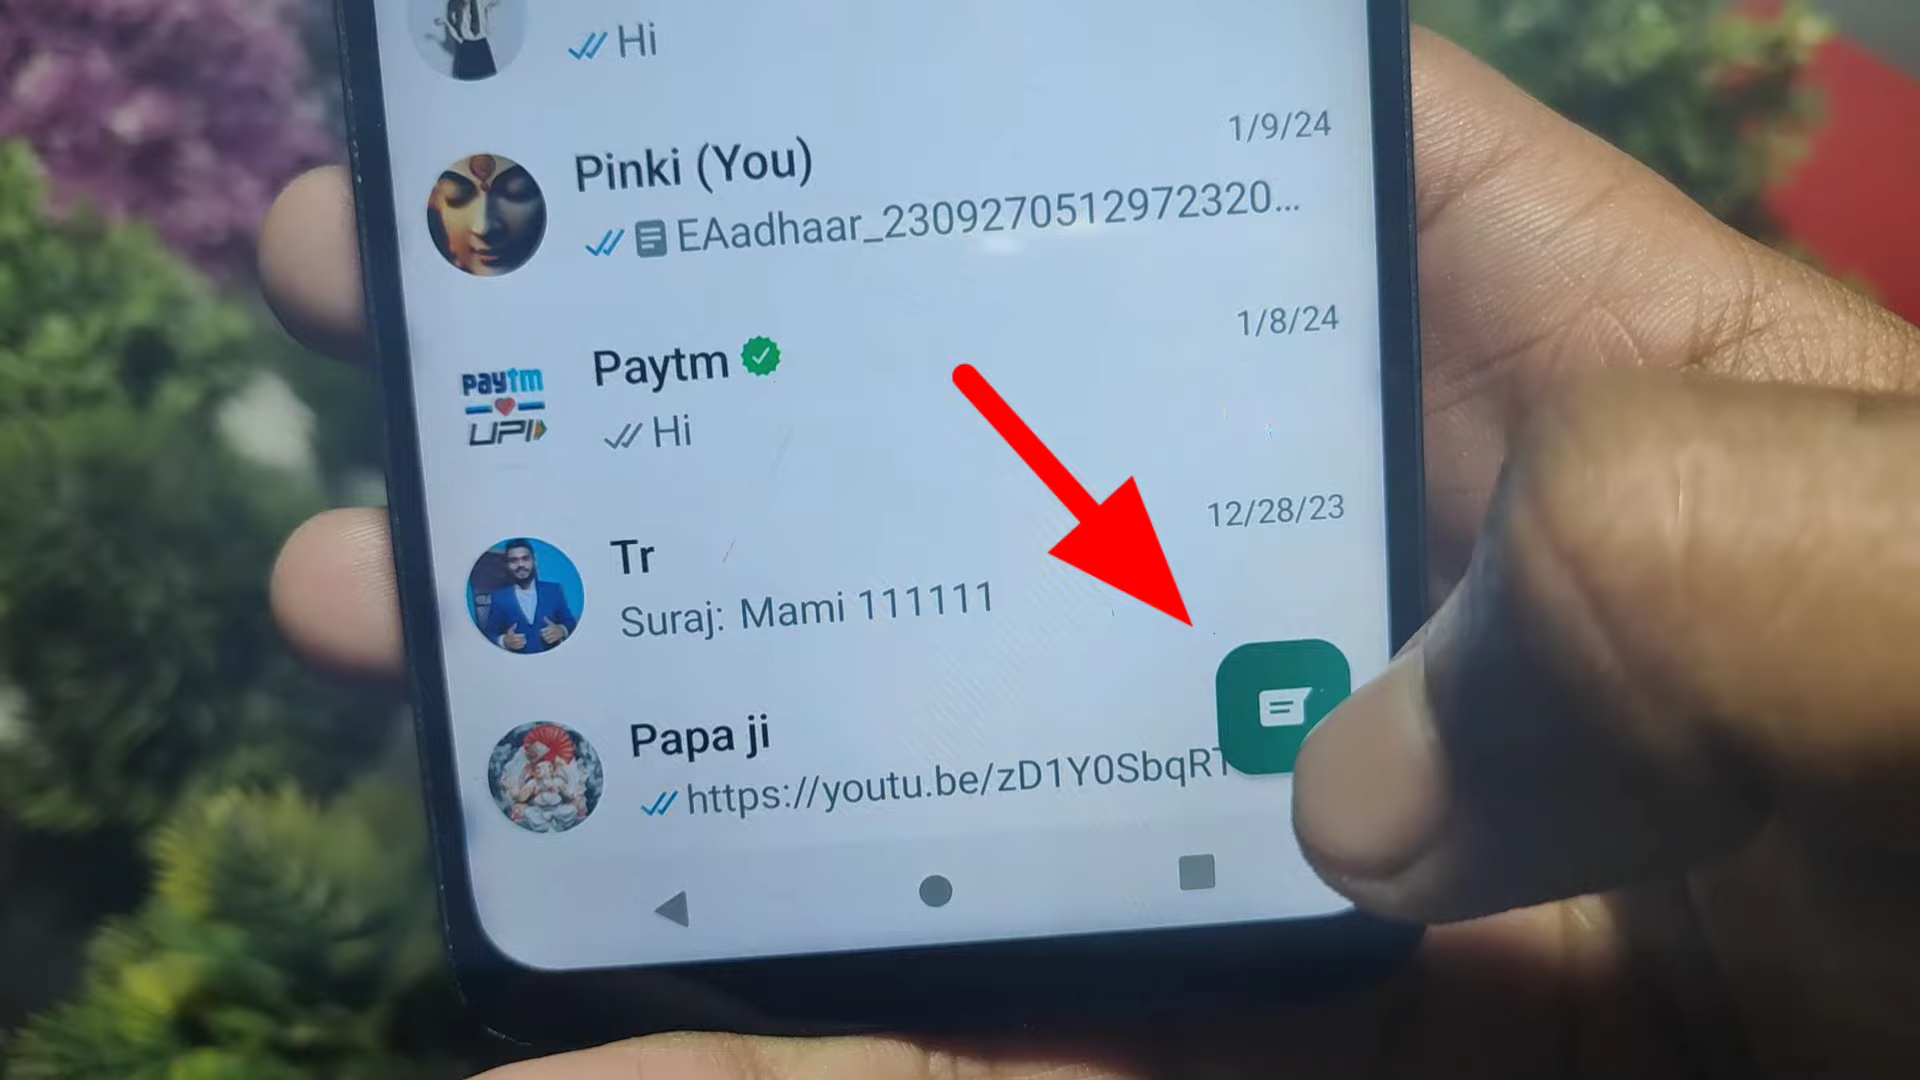 Hi
1/9/24
Pinki (You)
EAadhaar_2309270512972320...
1/8/24
Paytm
paytm
UPI
Hi
12/28/23
Tr
Suraj: Mami 111111
Papa ji
https://youtu.be/zD1Y0SbqRT